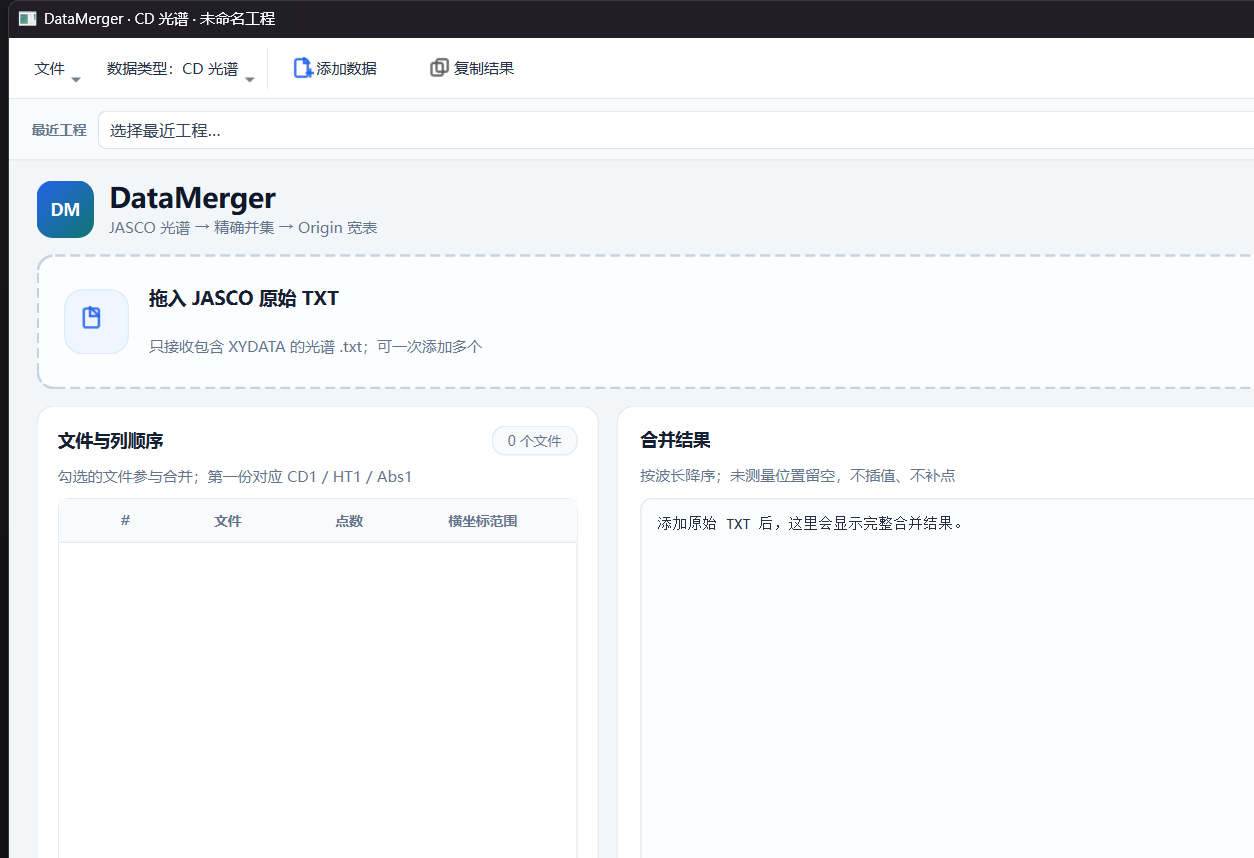 DataMerger · CD 光谱 · 未命名工程
文件 数据类型：CD 光谱 添加数据 复制结果
最近工程 选择最近工程...
DM
DataMerger
JASCO 光谱 → 精确并集 → Origin 宽表
拖入 JASCO 原始 TXT
只接收包含 XYDATA 的光谱 .txt；可一次添加多个
文件与列顺序 0 个文件
勾选的文件参与合并；第一份对应 CD1 / HT1 / Abs1
# 文件 点数 横坐标范围
合并结果
按波长降序；未测量位置留空，不插值、不补点
添加原始 TXT 后，这里会显示完整合并结果。